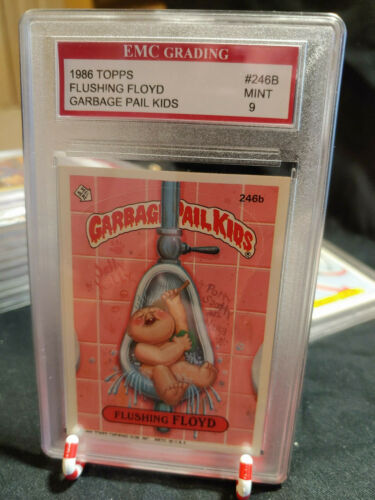 EMC GRADING
1986 TOPPS #246B
FLUSHING FLOYD MINT
GARBAGE PAIL KIDS 9
246b
GARBAGE PAIL KIDS
FLUSHING FLOYD